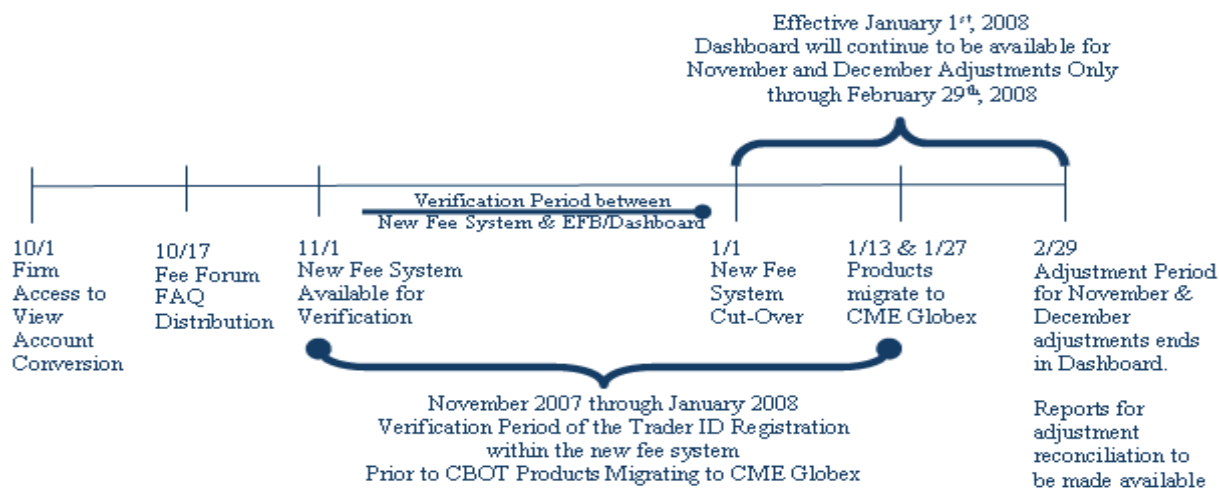 Effective January 1st, 2008
Dashboard will continue to be available for
November and December Adjustments Only
through February 29th, 2008
Verification Period between
New Fee System & EFB/Dashboard
10/1
Firm
Access to
View
Account
Conversion
10/17
Fee Forum
FAQ
Distribution
11/1
New Fee System
Available for
Verification
1/1
New Fee
System
Cut-Over
1/13 & 1/27
Products
migrate to
CME Globex
2/29
Adjustment Period
for November &
December
adjustments ends
in Dashboard.
Reports for
adjustment
reconciliation to
be made available
November 2007 through January 2008
Verification Period of the Trader ID Registration
within the new fee system
Prior to CBOT Products Migrating to CME Globex